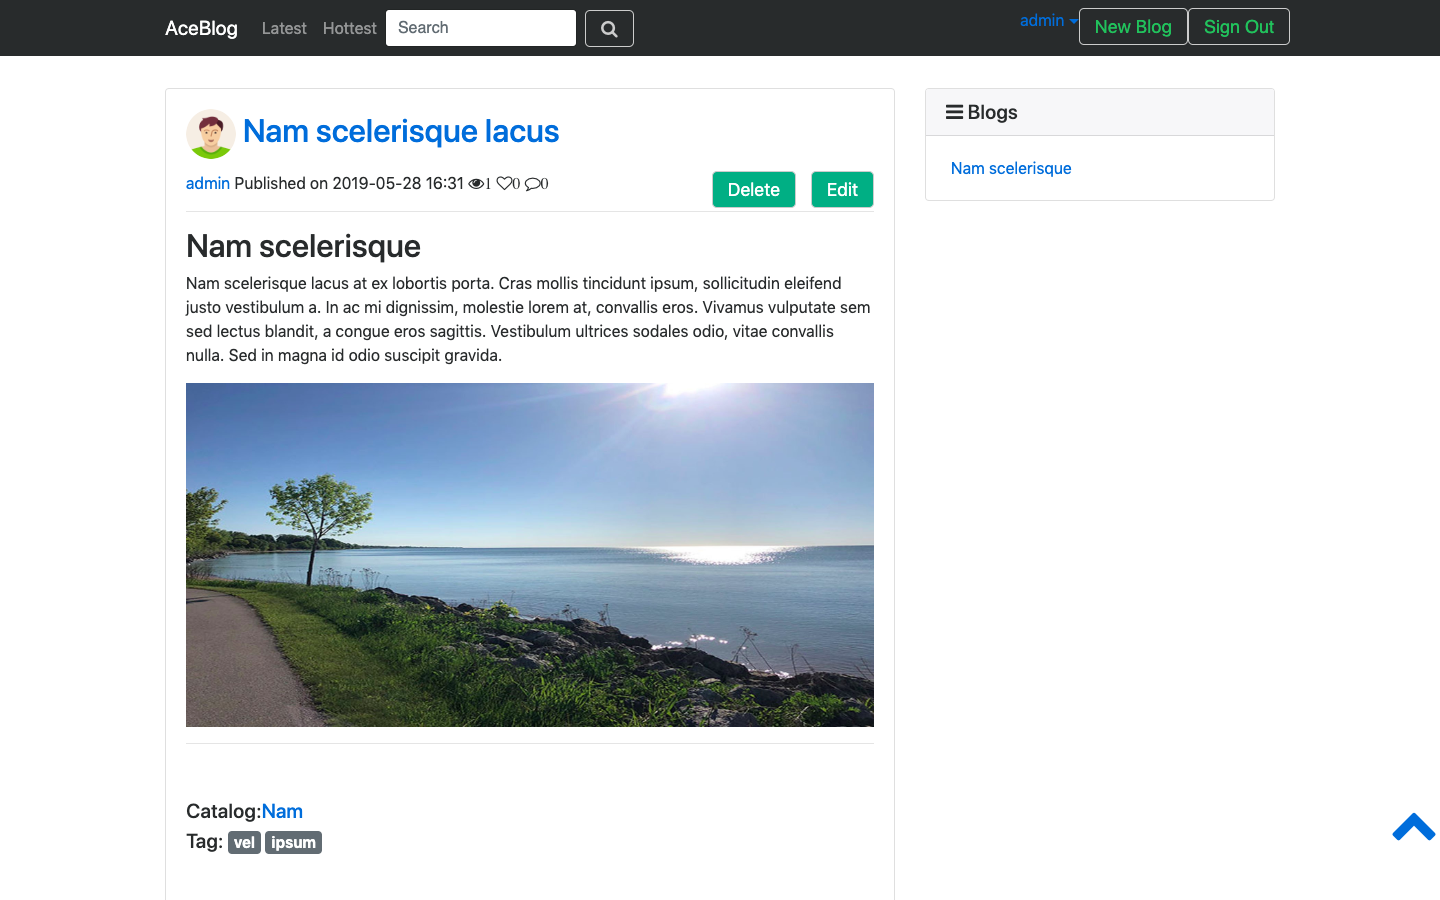 AceBlog Latest Hottest Search admin New Blog Sign Out
Nam scelerisque lacus
admin Published on 2019-05-28 16:31 1 0 0
Delete Edit
Nam scelerisque
Nam scelerisque lacus at ex lobortis porta. Cras mollis tincidunt ipsum, sollicitudin eleifend
justo vestibulum a. In ac mi dignissim, molestie lorem at, convallis eros. Vivamus vulputate sem
sed lectus blandit, a congue eros sagittis. Vestibulum ultrices sodales odio, vitae convallis
nulla. Sed in magna id odio suscipit gravida.
Catalog:Nam
Tag: vel ipsum
Blogs
Nam scelerisque